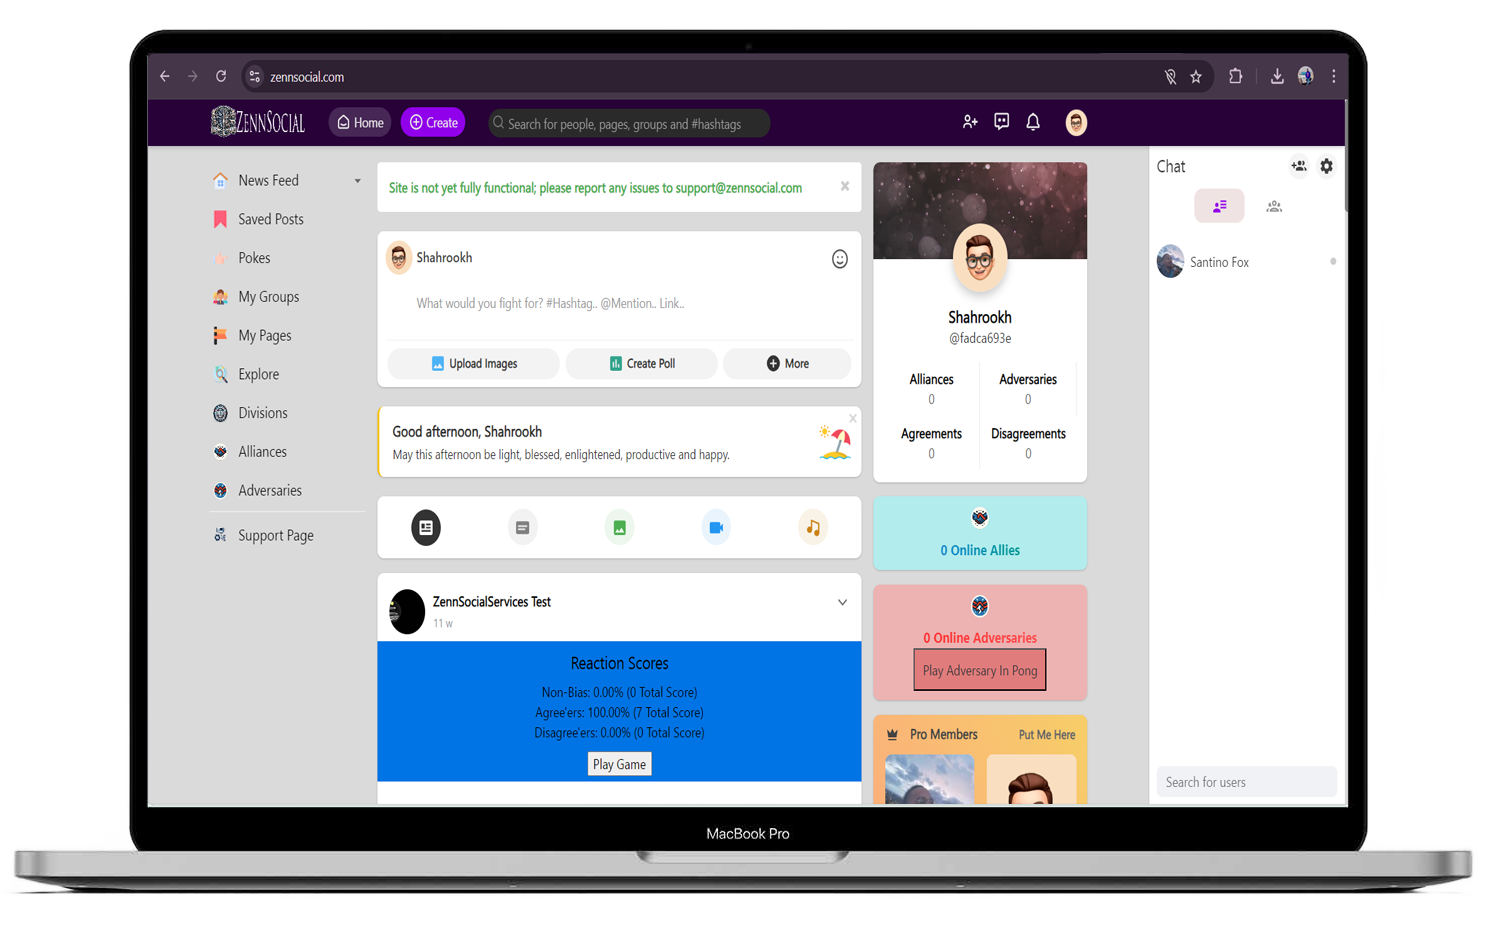 zennsocial.com
ZENNSOCIAL
Home
Create
Search for people, pages, groups and #hashtags
News Feed
Saved Posts
Pokes
My Groups
My Pages
Explore
Divisions
Alliances
Adversaries
Support Page
Site is not yet fully functional; please report any issues to support@zennsocial.com
Shahrookh
What would you fight for? #Hashtag.. @Mention.. Link..
Upload Images
Create Poll
More
Good afternoon, Shahrookh
May this afternoon be light, blessed, enlightened, productive and happy.
ZennSocialServices Test
11 w
Reaction Scores
Non-Bias: 0.00% (0 Total Score)
Agree'ers: 100.00% (7 Total Score)
Disagree'ers: 0.00% (0 Total Score)
Play Game
Shahrookh
@fadca693e
Alliances Adversaries
0 0
Agreements Disagreements
0 0
0 Online Allies
0 Online Adversaries
Play Adversary In Pong
Pro Members Put Me Here
Chat
Santino Fox
Search for users
MacBook Pro